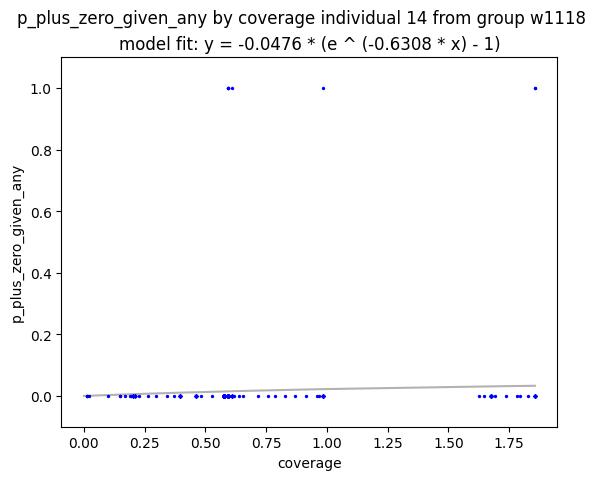 p_plus_zero_given_any by coverage individual 14 from group w1118
model fit: y = -0.0476 * (e ^ (-0.6308 * x) - 1)
1.0
0.8
0.6
0.4
0.2
0.0
p_plus_zero_given_any
0.00 0.25 0.50 0.75 1.00 1.25 1.50 1.75
coverage